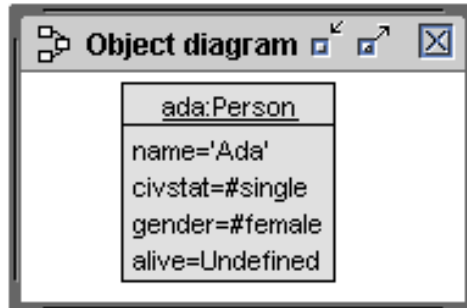 Object diagram
ada:Person
name='Ada'
civstat=#single
gender=#female
alive=Undefined